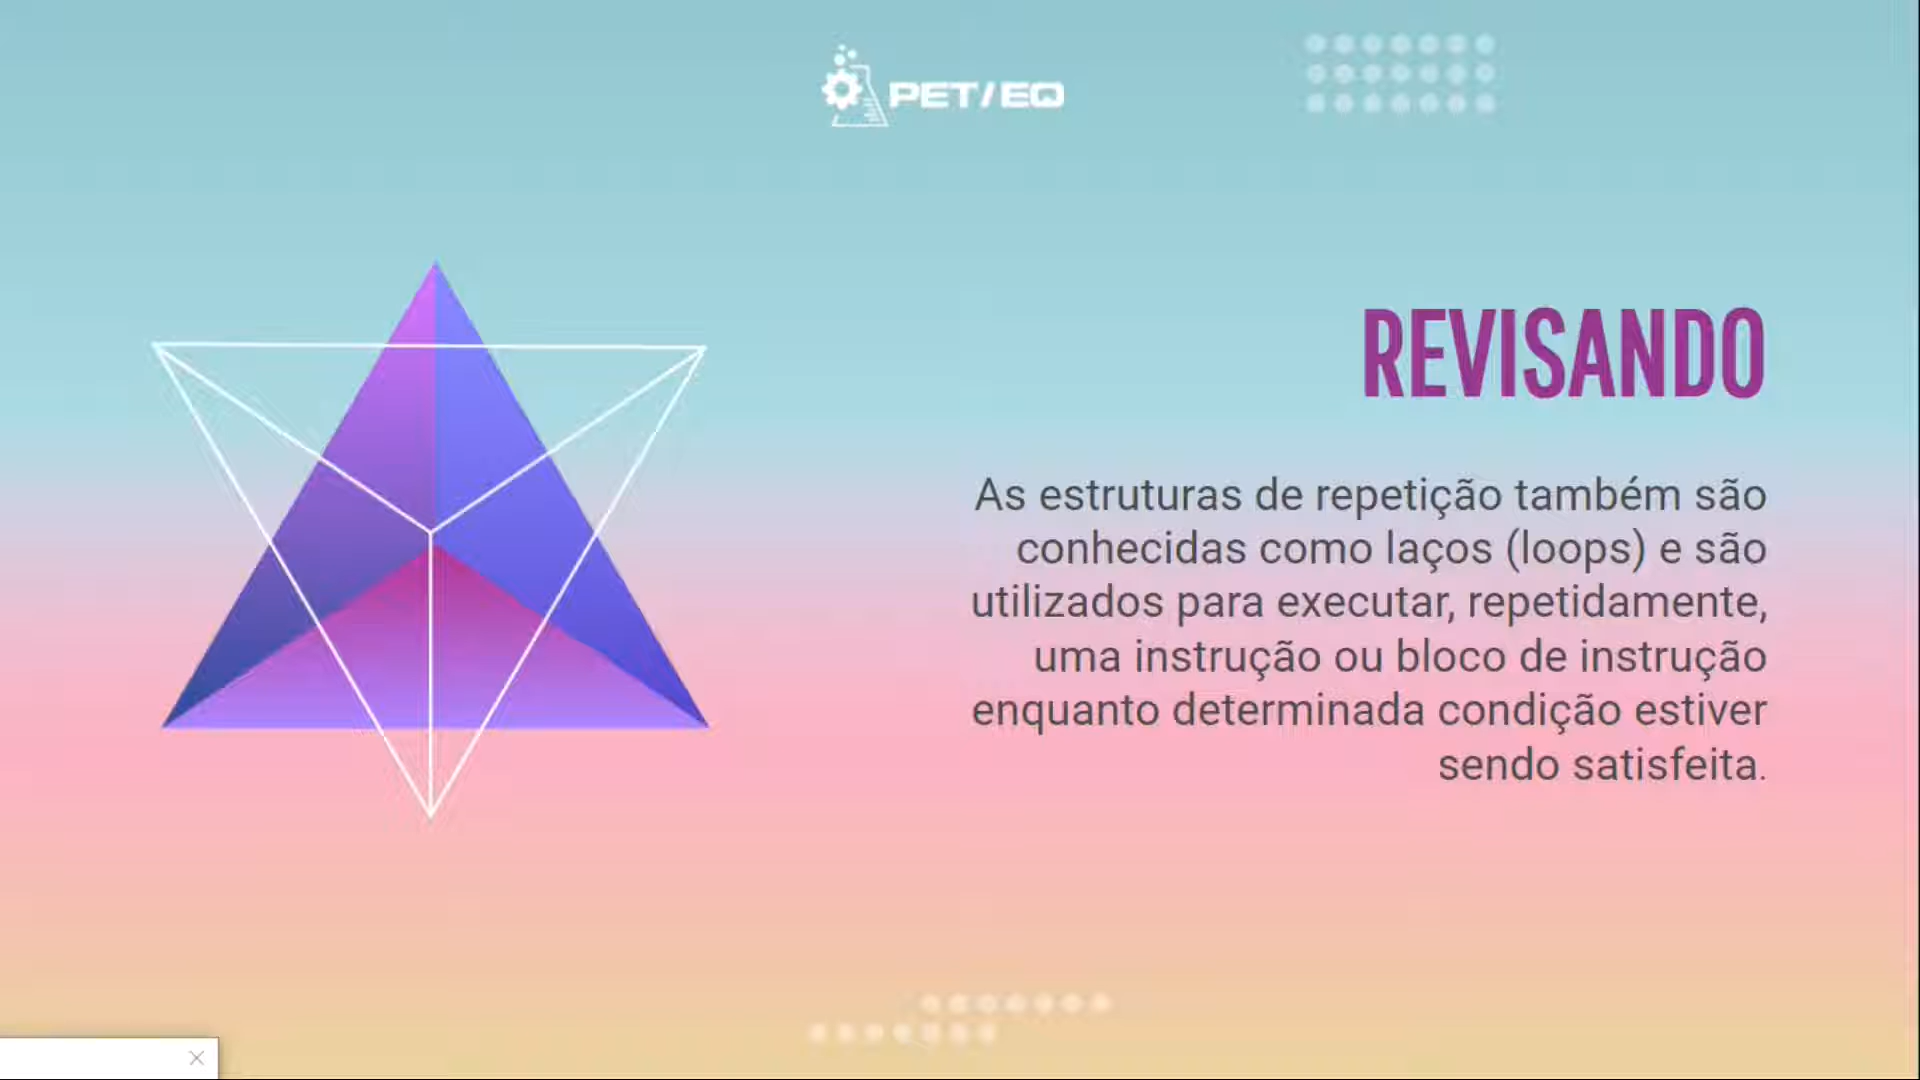 PET/EQ
REVISANDO
As estruturas de repetição também são
conhecidas como laços (loops) e são
utilizados para executar, repetidamente,
uma instrução ou bloco de instrução
enquanto determinada condição estiver
sendo satisfeita.